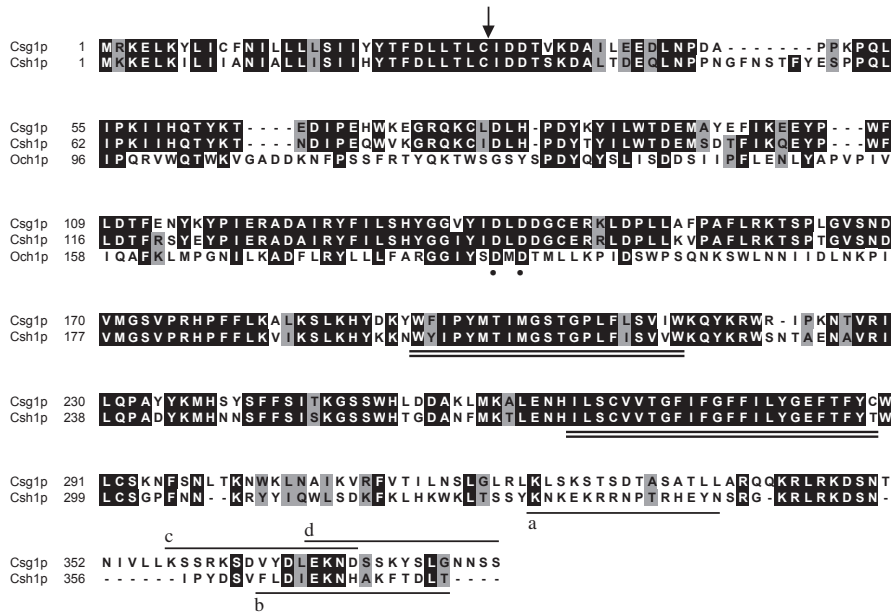 Csg1p 1 MRKELKYLICFNILLLLSIIYYTFDLLTLCIDDTVKDAILEEDLNPDA-------PPKPQL
Csh1p 1 MKKELKILIIANIALLISIIHYTFDLLTLCIDDTSKDALTDEQLNPPNGFNSTFYESPPQL
Csg1p 55 IPKIIHQTYKT----EDIPEHWKEGRQKCLDLH-PDYKYILWTDEMAYEFIKEEYP---WF
Csh1p 62 IPKIIHQTYKT----NDIPEQWVKGRQKCIDLH-PDYTYILWTDEMSDTFIKQEYP---WF
Och1p 96 IPQRVWQTWKVGADDKNFPSSFRTYQKTWSGSYSPDYQYSLISDDSIIPFLENLYAPVPIV
Csg1p 109 LDTFENYKYPIERADAIRYFILSHYGGVYIDLDDGCERKLDPLLAFPAFLRKTSPLGVSND
Csh1p 116 LDTFRSYEYPIERADAIRYFILSHYGGIYIDLDDGCERRLDPLLKVPAFLRKTSPTGVSND
Och1p 158 IQAFKLMPGNILKADFLRYLLLFARGGIYSDMDTMLLKPIDSWPSQNKSWLNNIIDLNKPI
Csg1p 170 VMGSVPRHPFFLKALKSLKHYDKYWFIPYMTIMGSTGPLFLSVIWKQYKRWR-IPKNTVRI
Csh1p 177 VMGSVPRHPFFLKVIKSLKHYKKNWYIPYMTIMGSTGPLFISVVWKQYKRWSNTAENAVRI
Csg1p 230 LQPAYYKMHSYSFFSITKGSSWHLDDAKLMKALENHILSCVVTGFIFGFFILYGEFTFYCW
Csh1p 238 LQPADYKMHNNSFFSISKGSSWHTGDANFMKTLENHILSCVVTGFIFGFFILYGEFTFYTW
Csg1p 291 LCSKNFSNLTKNWKLNAIKVRFVTILNSLGLRLKLSKSTSDTASATLLARQQKRLRKDSNT
Csh1p 299 LCSGPFNN--KRYYIQWLSDKFKLHKWKLTSSYKNKEKRRNPTRHEYNSRG-KRLRKDSN-
a
c d
Csg1p 352 NIVLLKSSRKSDVYDLEKNDSSKYSLGNNSS
Csh1p 356 ------IPYDSVFLDIEKNHAKFTDLT----
b